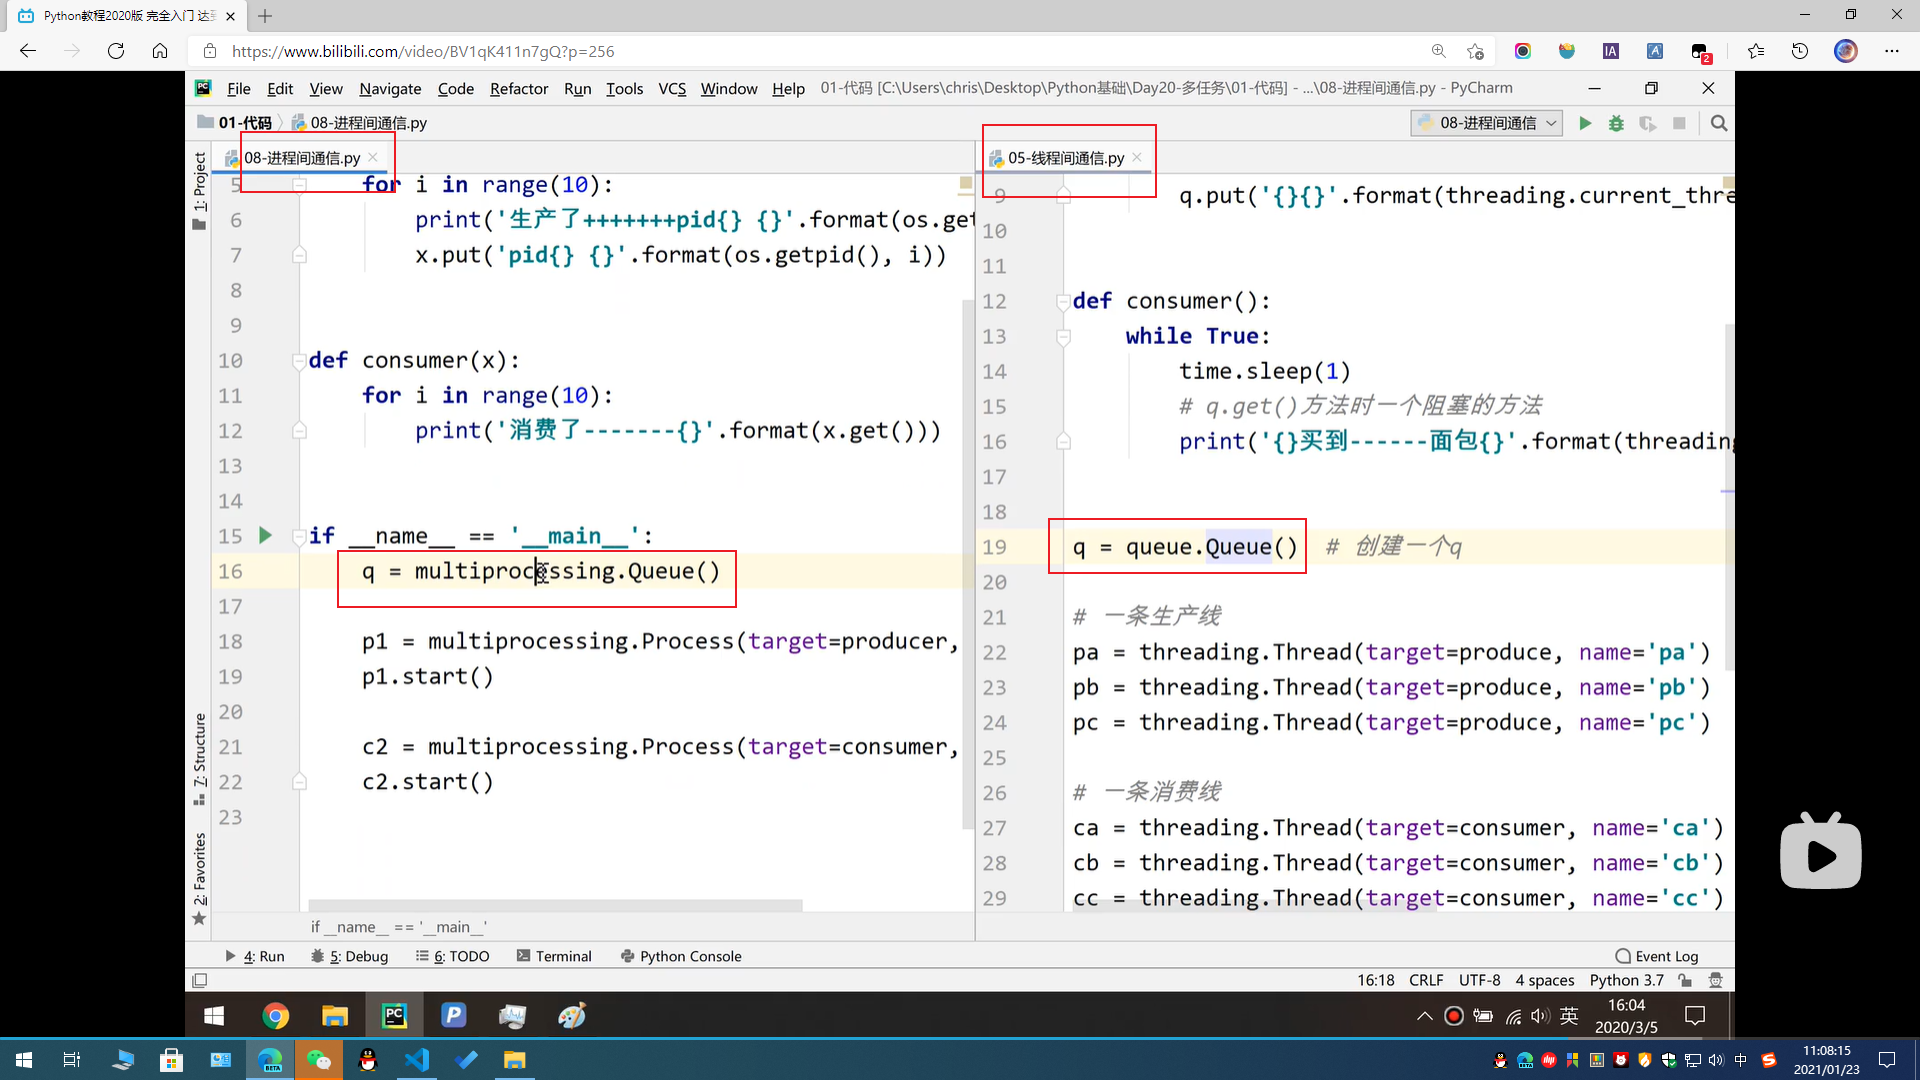 Python教程2020版 完全入门 达
https://www.bilibili.com/video/BV1qK411n7gQ?p=256
IA
A
2
PC
File Edit View Navigate Code Refactor Run Tools VCS Window Help 01-代码 [C:\Users\chris\Desktop\Python基础\Day20-多任务\01-代码] - ...\08-进程间通信.py - PyCharm
01-代码 08-进程间通信.py
08-进程间通信
08-进程间通信.py
1: Project
7: Structure
2: Favorites
5 for i in range(10):
6 print('生产了+++++++pid{} {}'.format(os.get
7 x.put('pid{} {}'.format(os.getpid(), i))
8
9
10 def consumer(x):
11 for i in range(10):
12 print('消费了-------{}'.format(x.get()))
13
14
15 if __name__ == '__main__':
16 q = multiprocessing.Queue()
17
18 p1 = multiprocessing.Process(target=producer,
19 p1.start()
20
21 c2 = multiprocessing.Process(target=consumer,
22 c2.start()
23
if __name__ == '__main__'
05-线程间通信.py
9 q.put('{}{}'.format(threading.current_thre
10
11
12 def consumer():
13 while True:
14 time.sleep(1)
15 # q.get()方法时一个阻塞的方法
16 print('{}买到------面包{}'.format(threading
17
18
19 q = queue.Queue() # 创建一个q
20
21 # 一条生产线
22 pa = threading.Thread(target=produce, name='pa')
23 pb = threading.Thread(target=produce, name='pb')
24 pc = threading.Thread(target=produce, name='pc')
25
26 # 一条消费线
27 ca = threading.Thread(target=consumer, name='ca')
28 cb = threading.Thread(target=consumer, name='cb')
29 cc = threading.Thread(target=consumer, name='cc')
4: Run 5: Debug 6: TODO Terminal Python Console Event Log
16:18 CRLF UTF-8 4 spaces Python 3.7
PC P 英 16:04
2020/3/5
BETA 中 11:08:15
2021/01/23